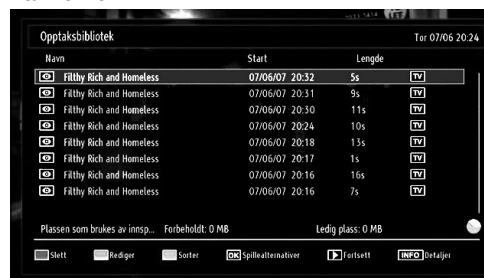 Opptaksbibliotek Tor 07/06 20:24
Navn Start Lengde
Filthy Rich and Homeless 07/06/07 20:32 5s TV
Filthy Rich and Homeless 07/06/07 20:31 9s TV
Filthy Rich and Homeless 07/06/07 20:30 11s TV
Filthy Rich and Homeless 07/06/07 20:24 10s TV
Filthy Rich and Homeless 07/06/07 20:18 13s TV
Filthy Rich and Homeless 07/06/07 20:17 1s TV
Filthy Rich and Homeless 07/06/07 20:16 16s TV
Filthy Rich and Homeless 07/06/07 20:16 7s TV
Plassen som brukes av innsp... Forbeholdt: 0 MB Ledig plass: 0 MB
Slett Rediger Sorter OK Spillealternativer Fortsett INFO Detaljer